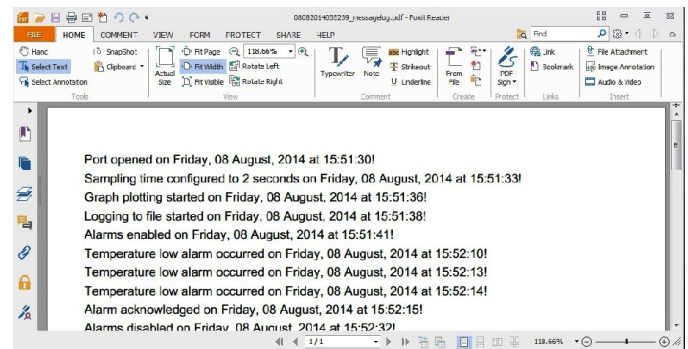 08082014035239_messagelog.pdf - Foxit Reader
FILE HOME COMMENT VIEW FORM PROTECT SHARE HELP Find
Hand SnapShot Fit Page 118.66% Highlight Link File Attachment
Select Text Clipboard Fit Width Rotate Left Strikeout Bookmark Image Annotation
Select Annotation Actual Size Fit Visible Rotate Right Typewriter Note Underline From File PDF Sign Audio & Video
Tools View Comment Create Protect Links Insert
Port opened on Friday, 08 August, 2014 at 15:51:30!
Sampling time configured to 2 seconds on Friday, 08 August, 2014 at 15:51:33!
Graph plotting started on Friday, 08 August, 2014 at 15:51:36!
Logging to file started on Friday, 08 August, 2014 at 15:51:38!
Alarms enabled on Friday, 08 August, 2014 at 15:51:41!
Temperature low alarm occurred on Friday, 08 August, 2014 at 15:52:10!
Temperature low alarm occurred on Friday, 08 August, 2014 at 15:52:13!
Temperature low alarm occurred on Friday, 08 August, 2014 at 15:52:14!
Alarm acknowledged on Friday, 08 August, 2014 at 15:52:15!
Alarms disabled on Friday, 08 August, 2014 at 15:52:32!
1/1 118.66%